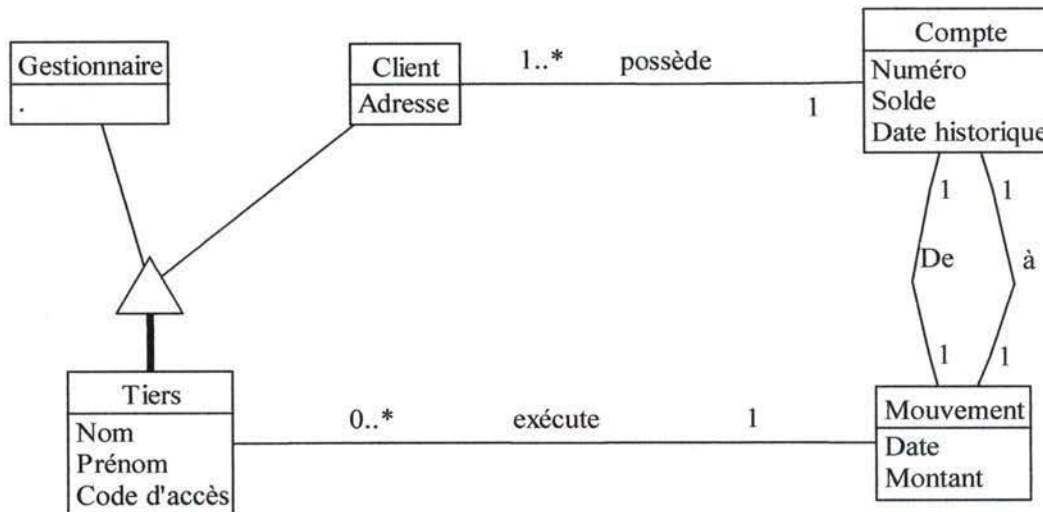 Gestionnaire
.
Client
Adresse
1..* possède
1
Compte
Numéro
Solde
Date historique
1 1
De à
1 1
Tiers
Nom
Prénom
Code d'accès
0..* exécute 1
Mouvement
Date
Montant